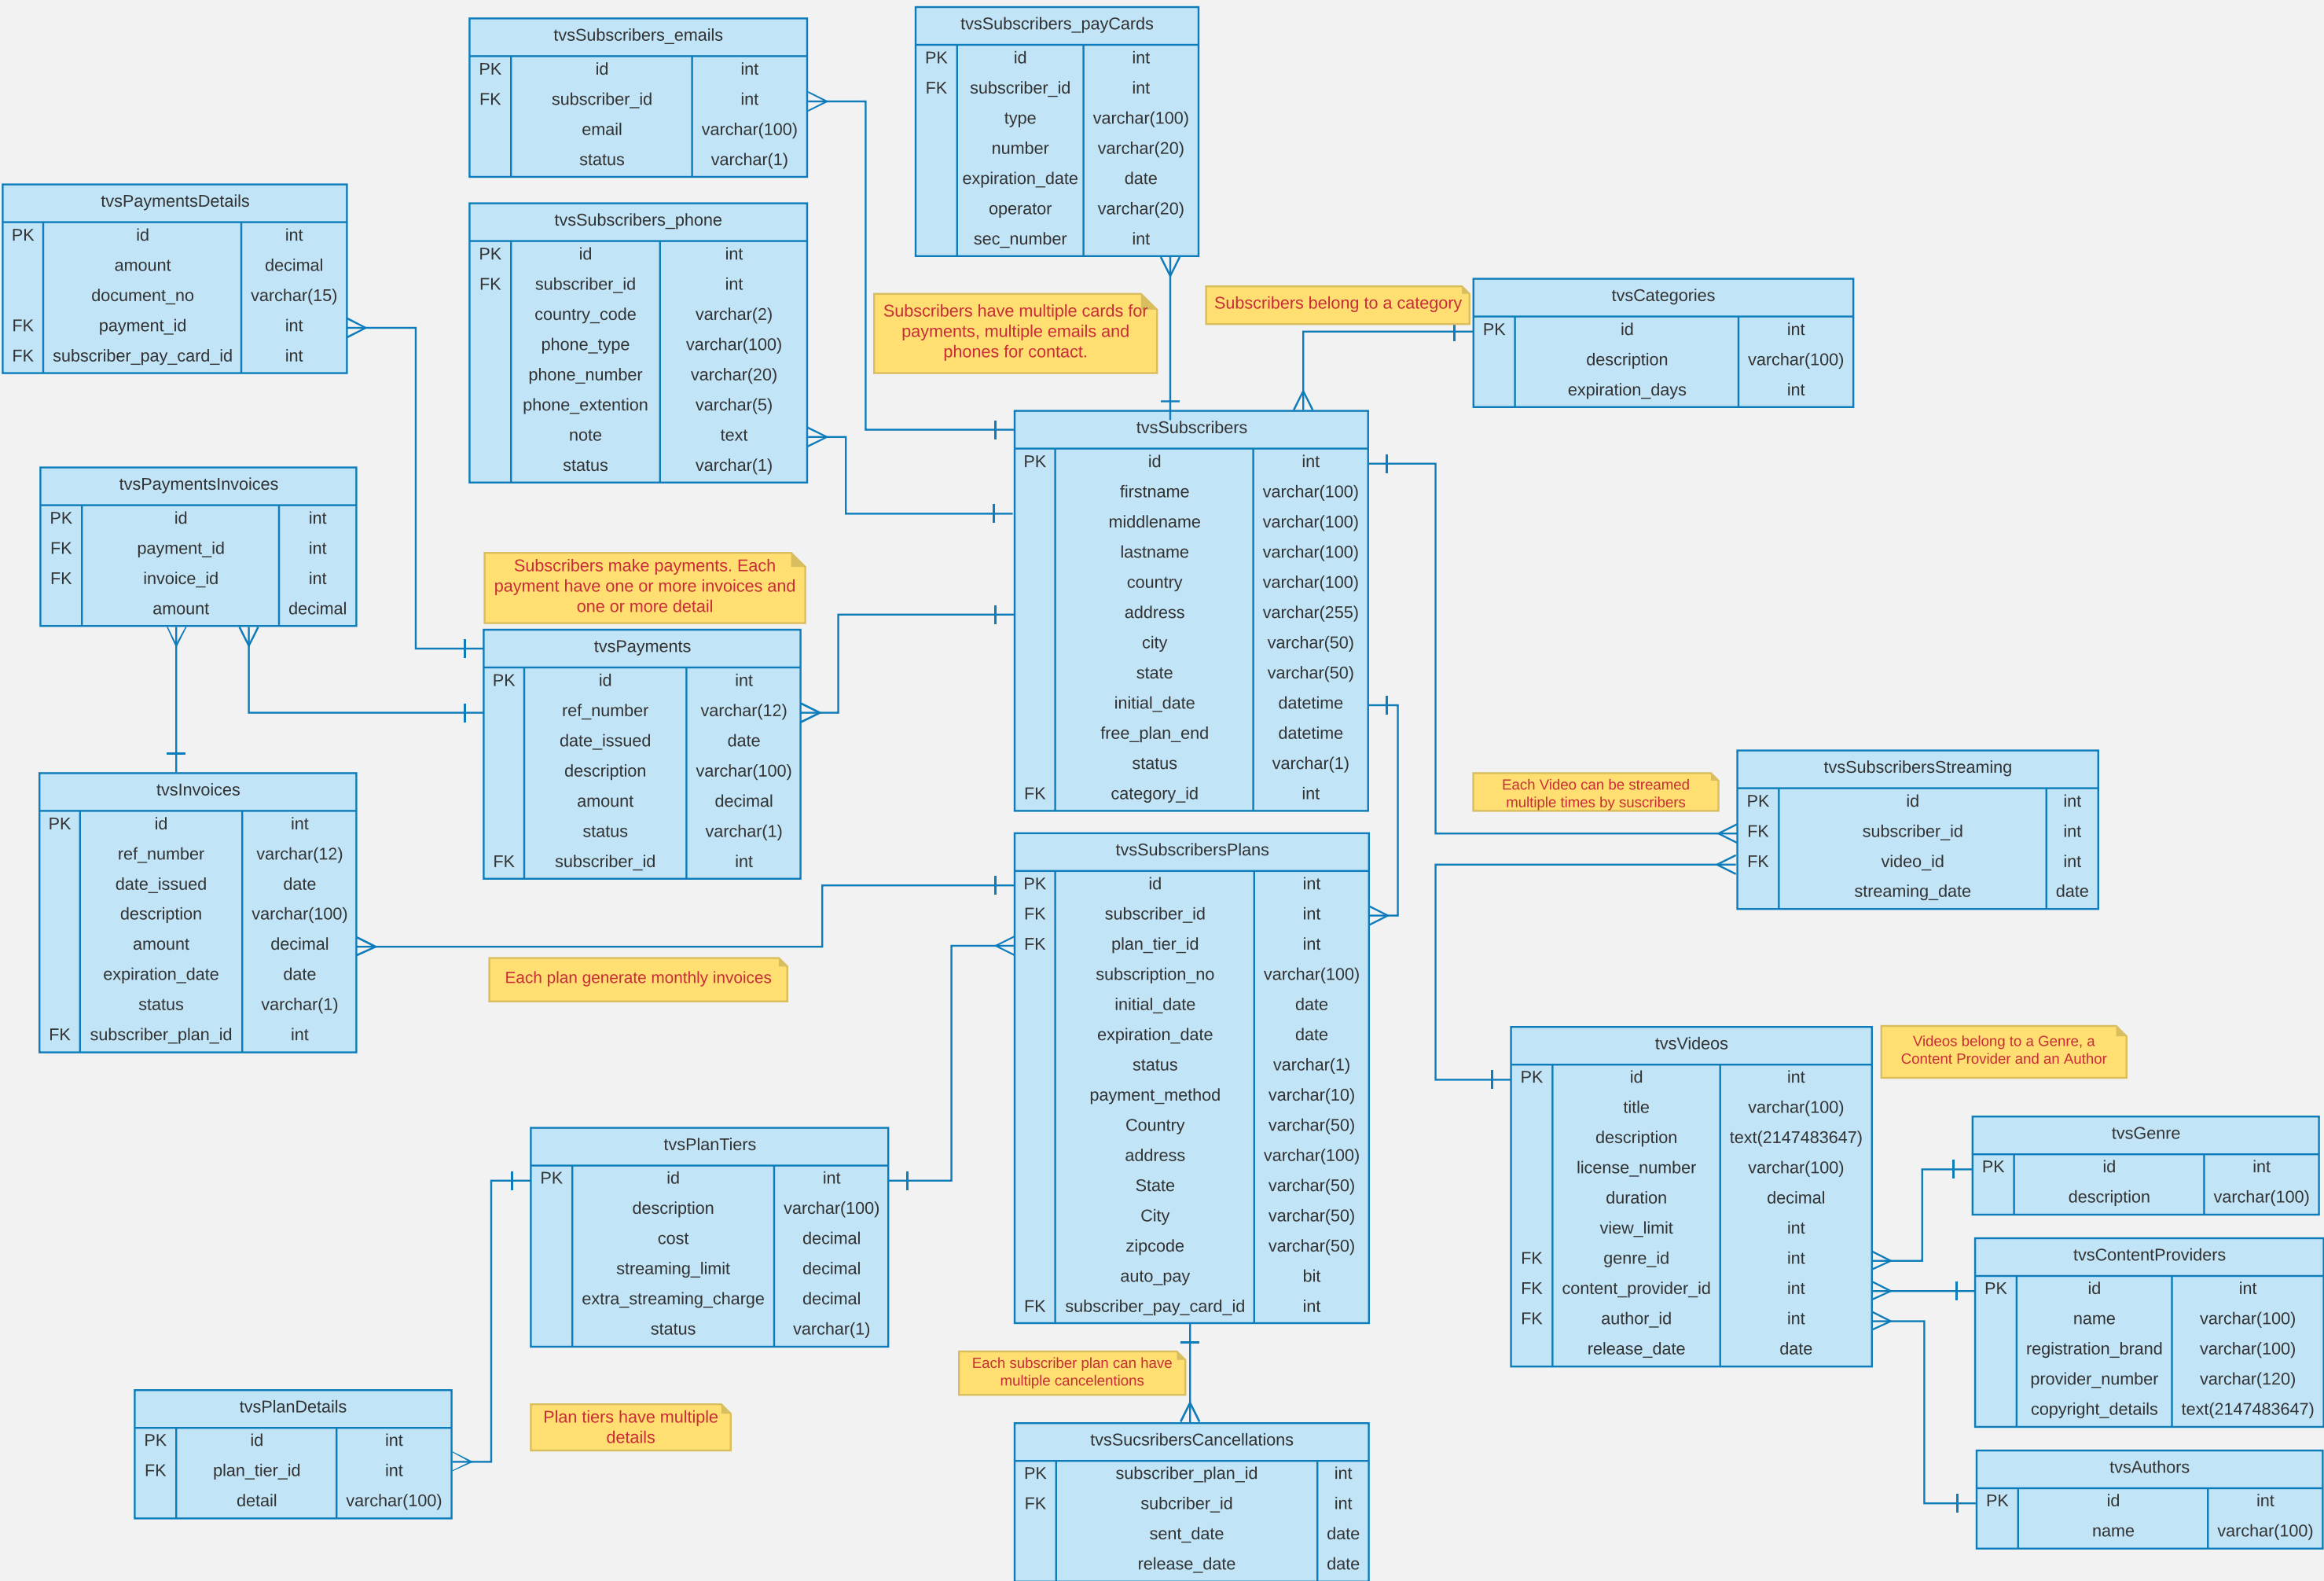 tvsSubscribers_emails
PK id int
FK subscriber_id int
email varchar(100)
status varchar(1)
tvsSubscribers_payCards
PK id int
FK subscriber_id int
type varchar(100)
number varchar(20)
expiration_date date
operator varchar(20)
sec_number int
tvsPaymentsDetails
PK id int
amount decimal
document_no varchar(15)
FK payment_id int
FK subscriber_pay_card_id int
tvsSubscribers_phone
PK id int
FK subscriber_id int
country_code varchar(2)
phone_type varchar(100)
phone_number varchar(20)
phone_extention varchar(5)
note text
status varchar(1)
Subscribers have multiple cards for
payments, multiple emails and
phones for contact.
Subscribers belong to a category
tvsCategories
PK id int
description varchar(100)
expiration_days int
tvsSubscribers
PK id int
firstname varchar(100)
middlename varchar(100)
lastname varchar(100)
country varchar(100)
address varchar(255)
city varchar(50)
state varchar(50)
initial_date datetime
free_plan_end datetime
status varchar(1)
FK category_id int
tvsPaymentsInvoices
PK id int
FK payment_id int
FK invoice_id int
amount decimal
Subscribers make payments. Each
payment have one or more invoices and
one or more detail
tvsPayments
PK id int
ref_number varchar(12)
date_issued date
description varchar(100)
amount decimal
status varchar(1)
FK subscriber_id int
tvsInvoices
PK id int
ref_number varchar(12)
date_issued date
description varchar(100)
amount decimal
expiration_date date
status varchar(1)
FK subscriber_plan_id int
Each plan generate monthly invoices
tvsSubscribersPlans
PK id int
FK subscriber_id int
FK plan_tier_id int
subscription_no varchar(100)
initial_date date
expiration_date date
status varchar(1)
payment_method varchar(10)
Country varchar(50)
address varchar(100)
State varchar(50)
City varchar(50)
zipcode varchar(50)
auto_pay bit
FK subscriber_pay_card_id int
Each Video can be streamed
multiple times by suscribers
tvsSubscribersStreaming
PK id int
FK subscriber_id int
FK video_id int
streaming_date date
tvsVideos
PK id int
title varchar(100)
description text(2147483647)
license_number varchar(100)
duration decimal
view_limit int
FK genre_id int
FK content_provider_id int
FK author_id int
release_date date
Videos belong to a Genre, a
Content Provider and an Author
tvsGenre
PK id int
description varchar(100)
tvsContentProviders
PK id int
name varchar(100)
registration_brand varchar(100)
provider_number varchar(120)
copyright_details text(2147483647)
tvsAuthors
PK id int
name varchar(100)
tvsPlanTiers
PK id int
description varchar(100)
cost decimal
streaming_limit decimal
extra_streaming_charge decimal
status varchar(1)
Plan tiers have multiple
details
tvsPlanDetails
PK id int
FK plan_tier_id int
detail varchar(100)
Each subscriber plan can have
multiple cancelentions
tvsSucsribersCancellations
PK subscriber_plan_id int
FK subcriber_id int
sent_date date
release_date date